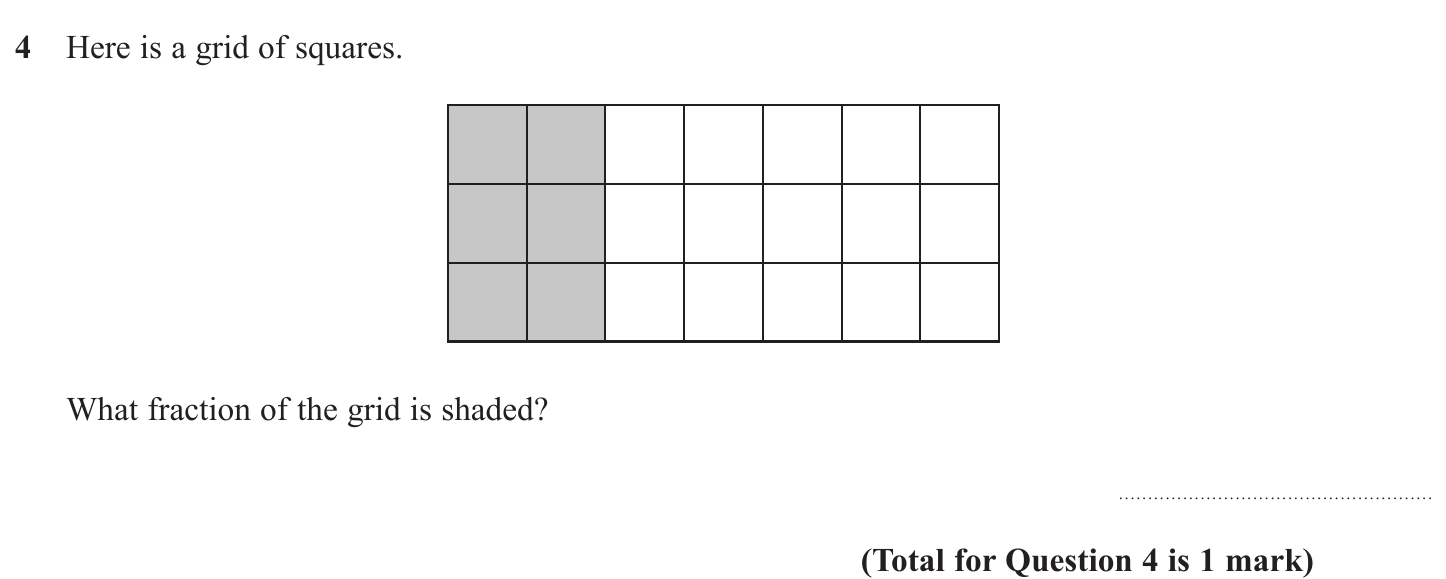 4 Here is a grid of squares.
What fraction of the grid is shaded?
(Total for Question 4 is 1 mark)